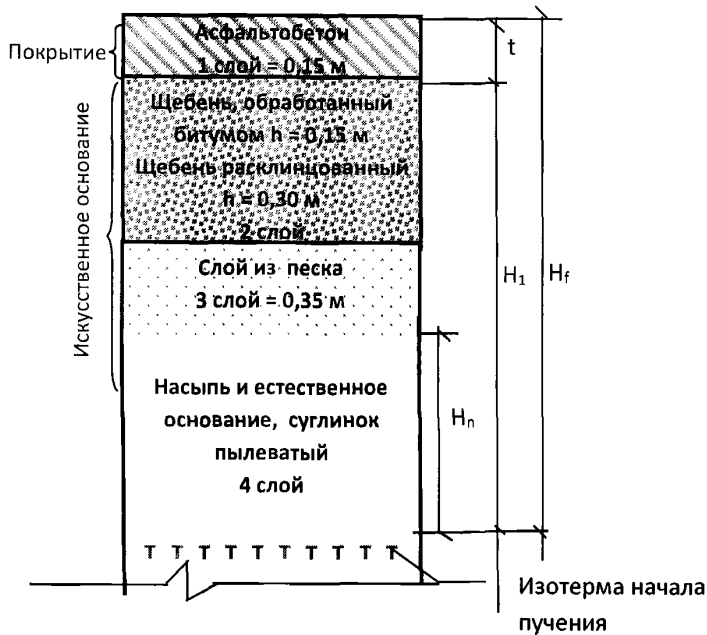 Асфальтобетон
Покрытие
1 слой = 0,15 м
t
Щебень, обработанный
битумом h = 0,15 м
Щебень расклинцованный
h = 0,30 м
2 слой
Искусственное основание
Слой из песка
3 слой = 0,35 м
H₁
Hf
Насыпь и естественное
основание, суглинок
пылеватый
4 слой
Hn
Т Т Т Т Т Т Т Т Т Т
Изотерма начала
пучения